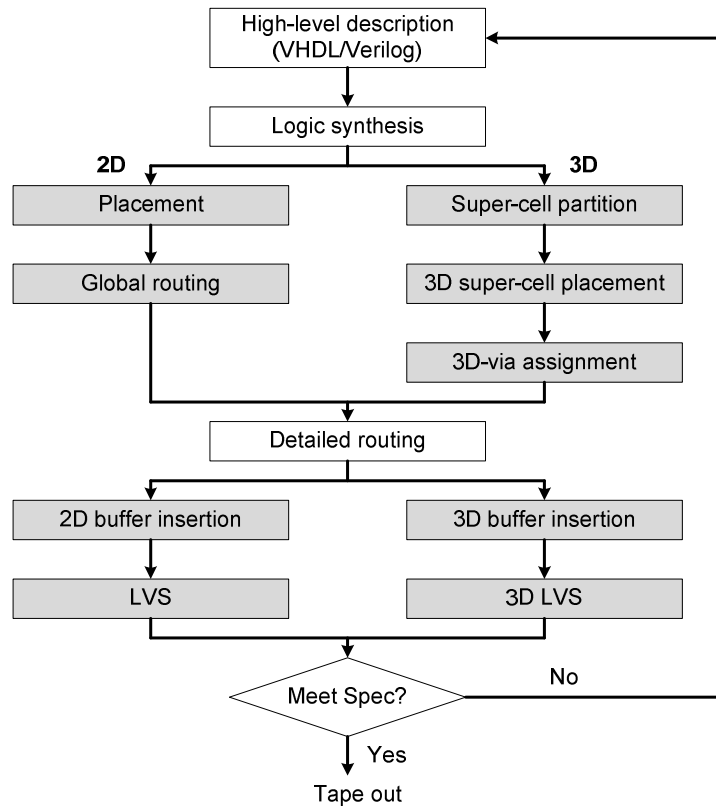 High-level description
(VHDL/Verilog)
Logic synthesis
2D
3D
Placement
Super-cell partition
Global routing
3D super-cell placement
3D-via assignment
Detailed routing
2D buffer insertion
3D buffer insertion
LVS
3D LVS
Meet Spec?
No
Yes
Tape out